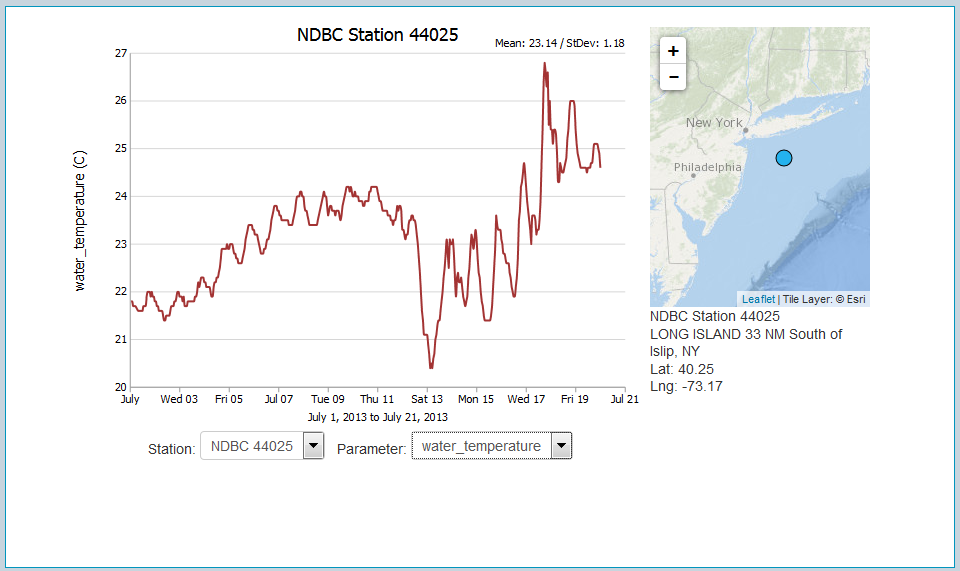 NDBC Station 44025
Mean: 23.14 / StDev: 1.18
water_temperature (C)
27
26
25
24
23
22
21
20
July
Wed 03
Fri 05
Jul 07
Tue 09
Thu 11
Sat 13
Mon 15
Wed 17
Fri 19
Jul 21
July 1, 2013 to July 21, 2013
Station: NDBC 44025 Parameter: water_temperature
+
−
New York
Philadelphia
Leaflet | Tile Layer: © Esri
NDBC Station 44025
LONG ISLAND 33 NM South of
Islip, NY
Lat: 40.25
Lng: -73.17